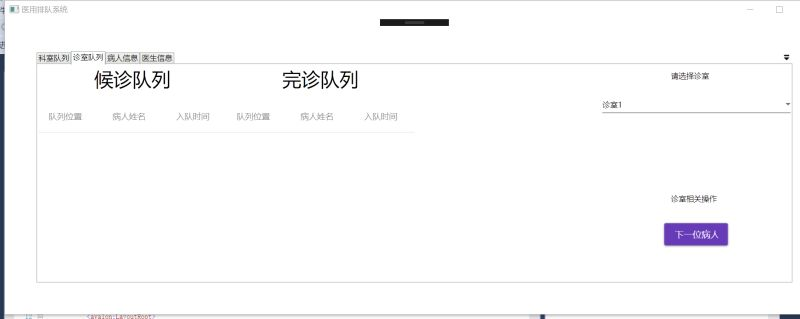 医用排队系统
科室队列 诊室队列 病人信息 医生信息
候诊队列 完诊队列
请选择诊室
诊室1
队列位置 病人姓名 入队时间 队列位置 病人姓名 入队时间
诊室相关操作
下一位病人
<avalon:LayoutRoot>